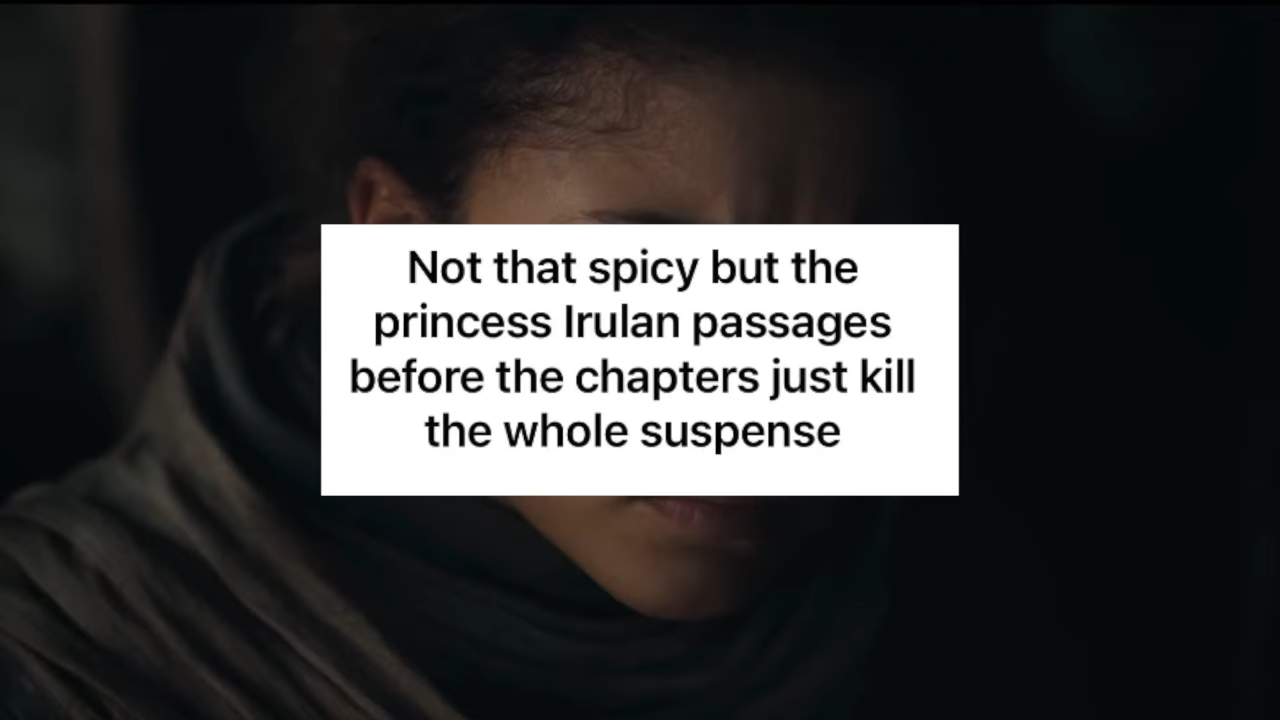 Not that spicy but the
princess Irulan passages
before the chapters just kill
the whole suspense